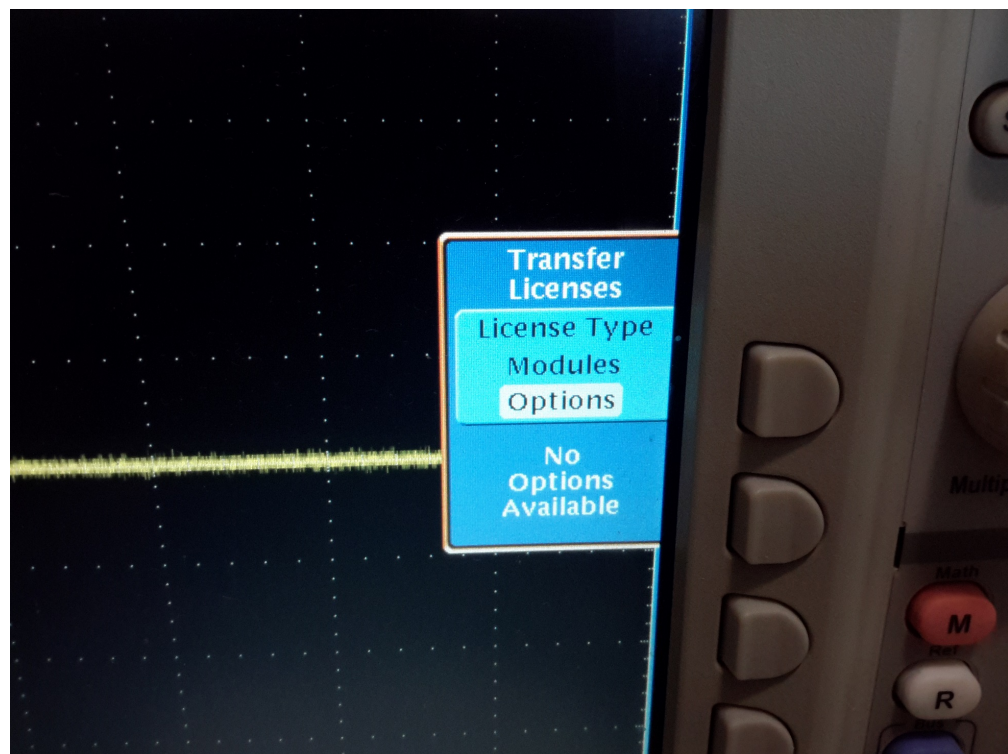 Transfer
Licenses
License Type
Modules
Options
No
Options
Available
Math
M
Ref
R